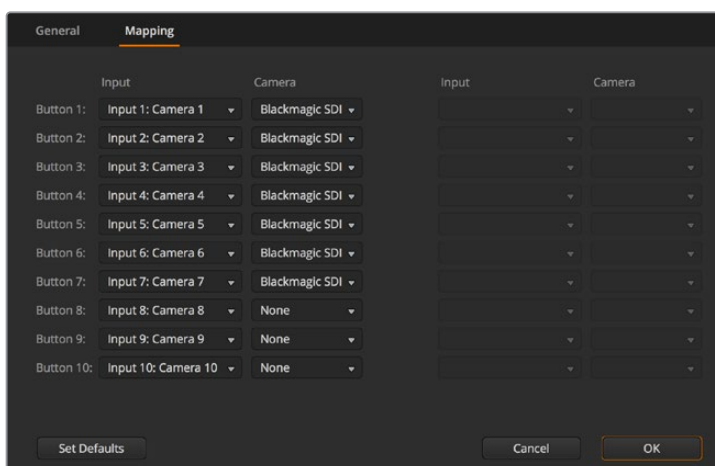 General Mapping
Input Camera Input Camera
Button 1: Input 1: Camera 1 Blackmagic SDI
Button 2: Input 2: Camera 2 Blackmagic SDI
Button 3: Input 3: Camera 3 Blackmagic SDI
Button 4: Input 4: Camera 4 Blackmagic SDI
Button 5: Input 5: Camera 5 Blackmagic SDI
Button 6: Input 6: Camera 6 Blackmagic SDI
Button 7: Input 7: Camera 7 Blackmagic SDI
Button 8: Input 8: Camera 8 None
Button 9: Input 9: Camera 9 None
Button 10: Input 10: Camera 10 None
Set Defaults Cancel OK